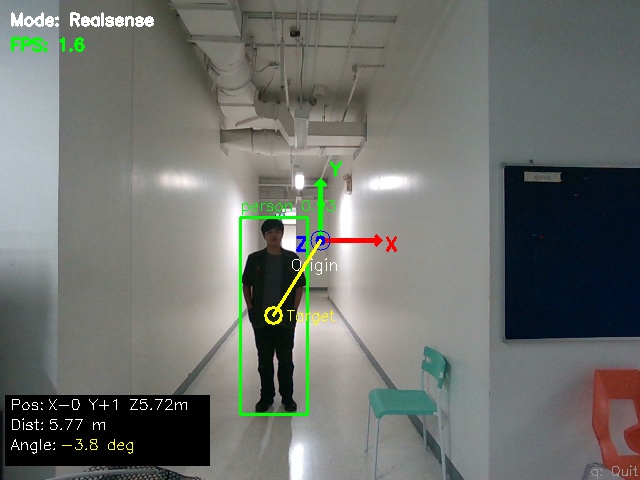 Mode: Realsense
FPS: 1.6
Y
Z
X
Origin
Target
Pos: X-0 Y+1 Z5.72m
Dist: 5.77 m
Angle: -3.8 deg
q: Quit